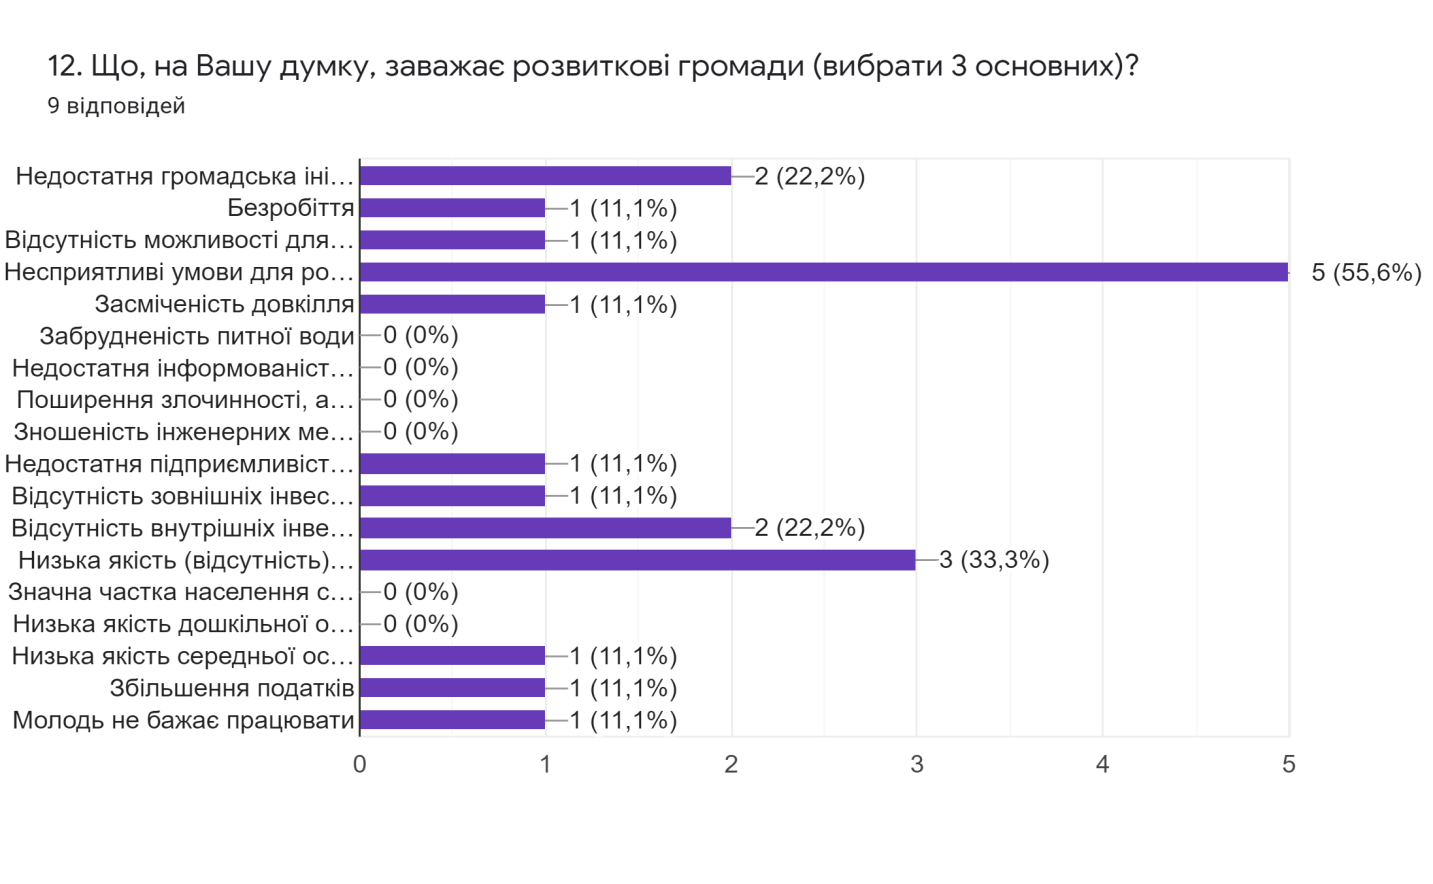 12. Що, на Вашу думку, заважає розвиткові громади (вибрати 3 основних)?
9 відповідей
Недостатня громадська іні… 2 (22,2%)
Безробіття 1 (11,1%)
Відсутність можливості для… 1 (11,1%)
Несприятливі умови для ро… 5 (55,6%)
Засміченість довкілля 1 (11,1%)
Забрудненість питної води 0 (0%)
Недостатня інформованіст… 0 (0%)
Поширення злочинності, а… 0 (0%)
Зношеність інженерних ме… 0 (0%)
Недостатня підприємливіст… 1 (11,1%)
Відсутність зовнішніх інвес… 1 (11,1%)
Відсутність внутрішніх інве… 2 (22,2%)
Низька якість (відсутність)… 3 (33,3%)
Значна частка населення с… 0 (0%)
Низька якість дошкільної о… 0 (0%)
Низька якість середньої ос… 1 (11,1%)
Збільшення податків 1 (11,1%)
Молодь не бажає працювати 1 (11,1%)
0 1 2 3 4 5